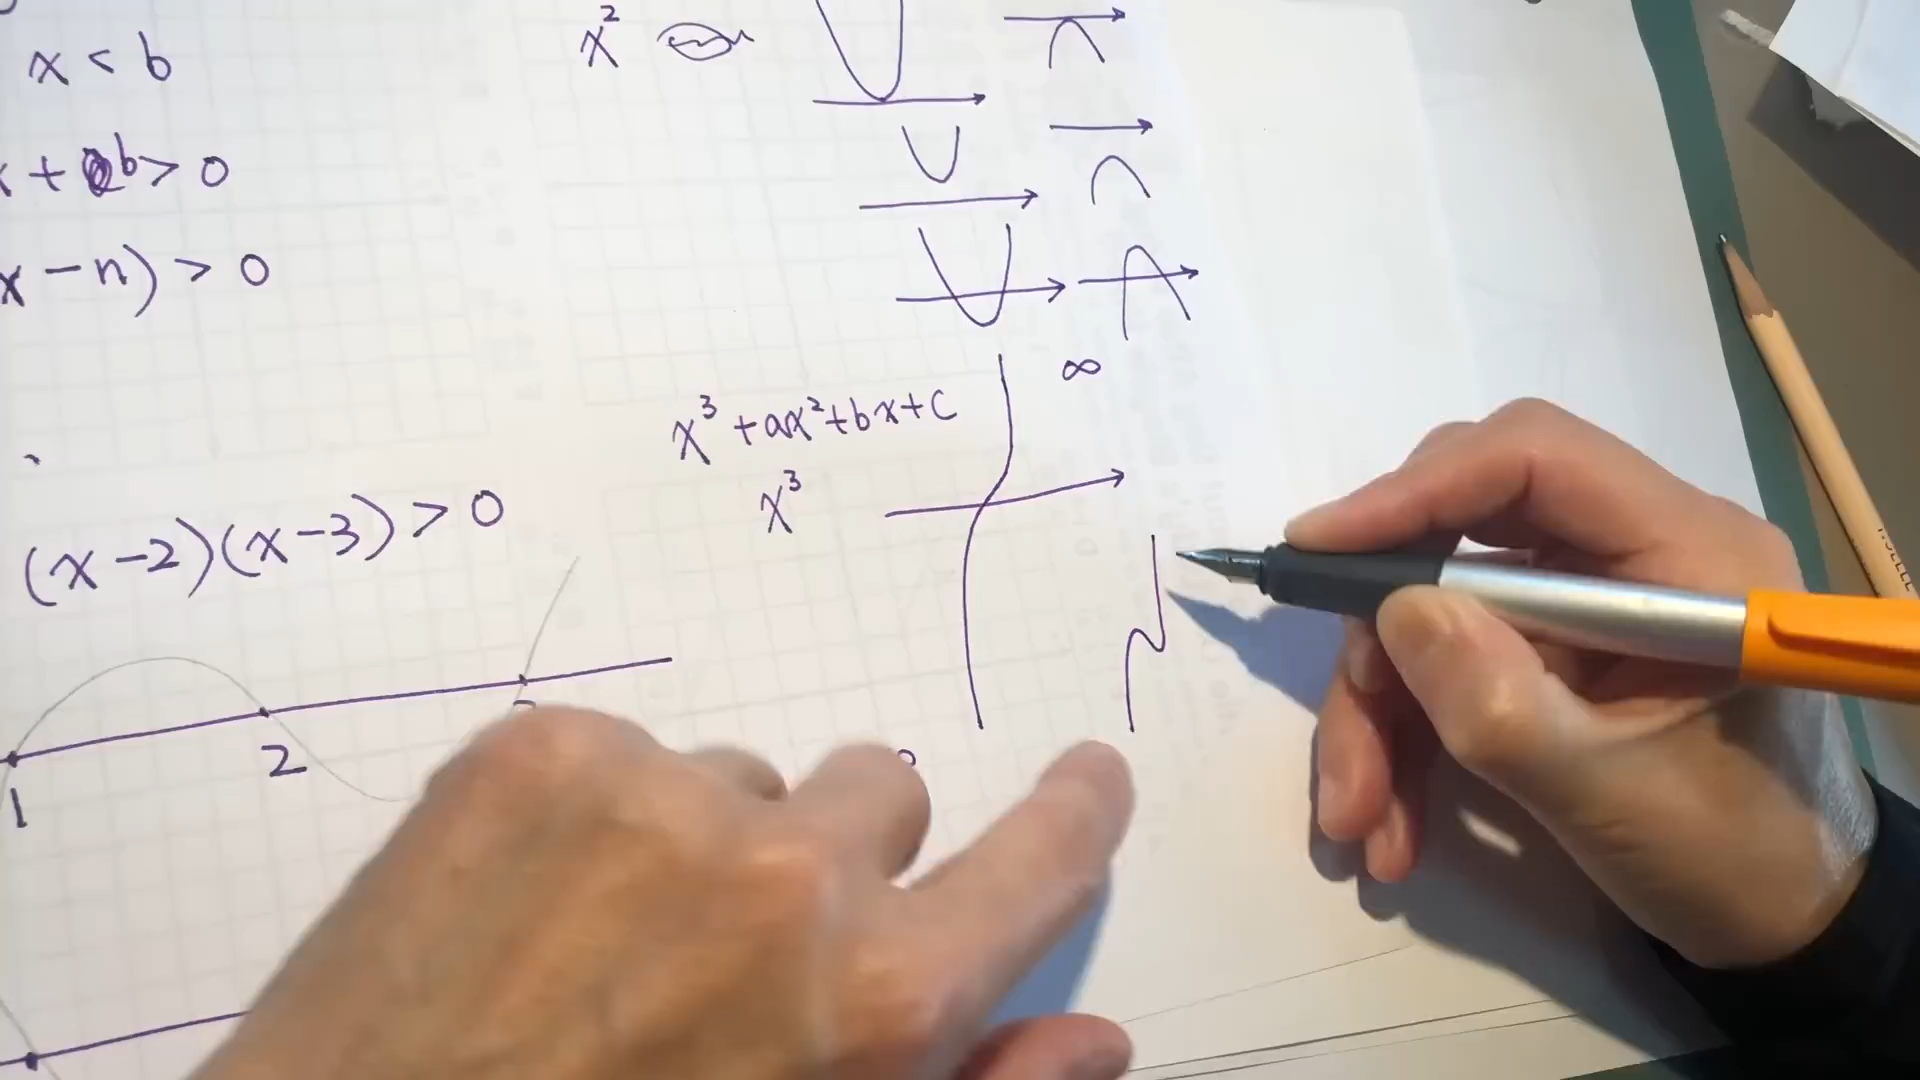 x < b
x²
+ b > 0
x - n) > 0
∞
x³ + ax² + bx + c
x³
(x - 2)(x - 3) > 0
2
1